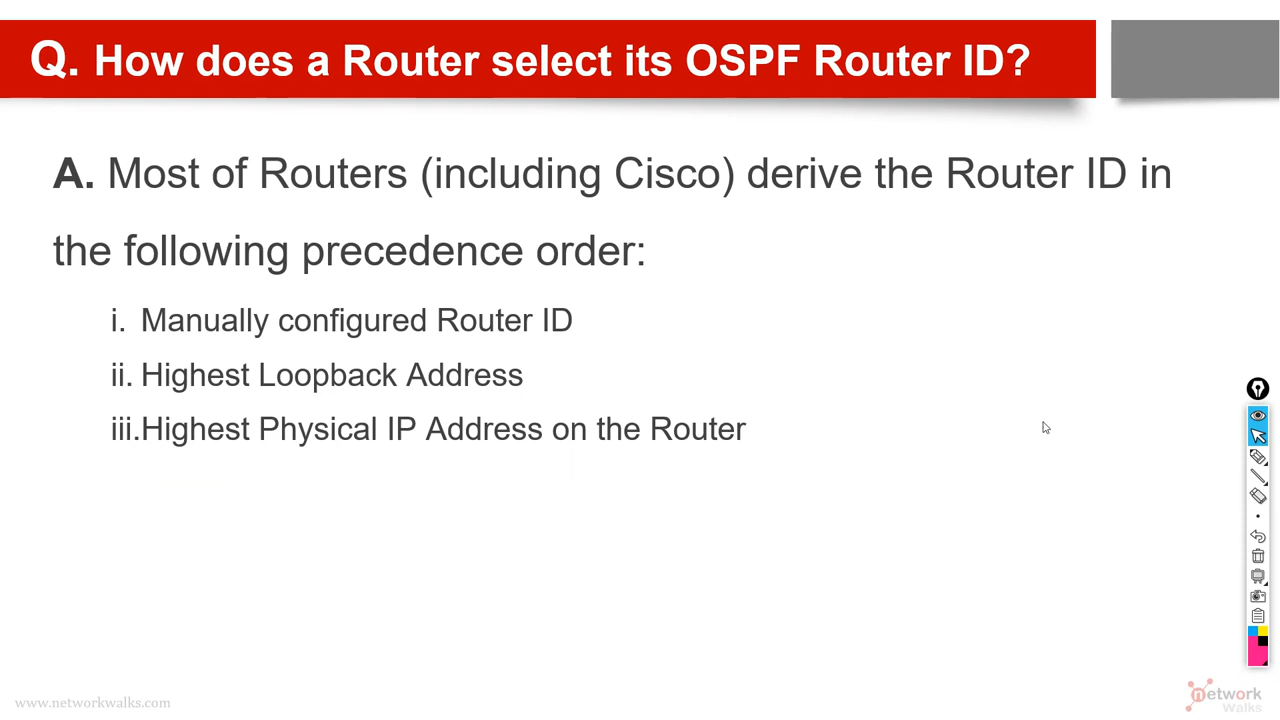 Q. How does a Router select its OSPF Router ID?
A. Most of Routers (including Cisco) derive the Router ID in
the following precedence order:
i. Manually configured Router ID
ii. Highest Loopback Address
iii.Highest Physical IP Address on the Router
www.networkwalks.com
network
Walks